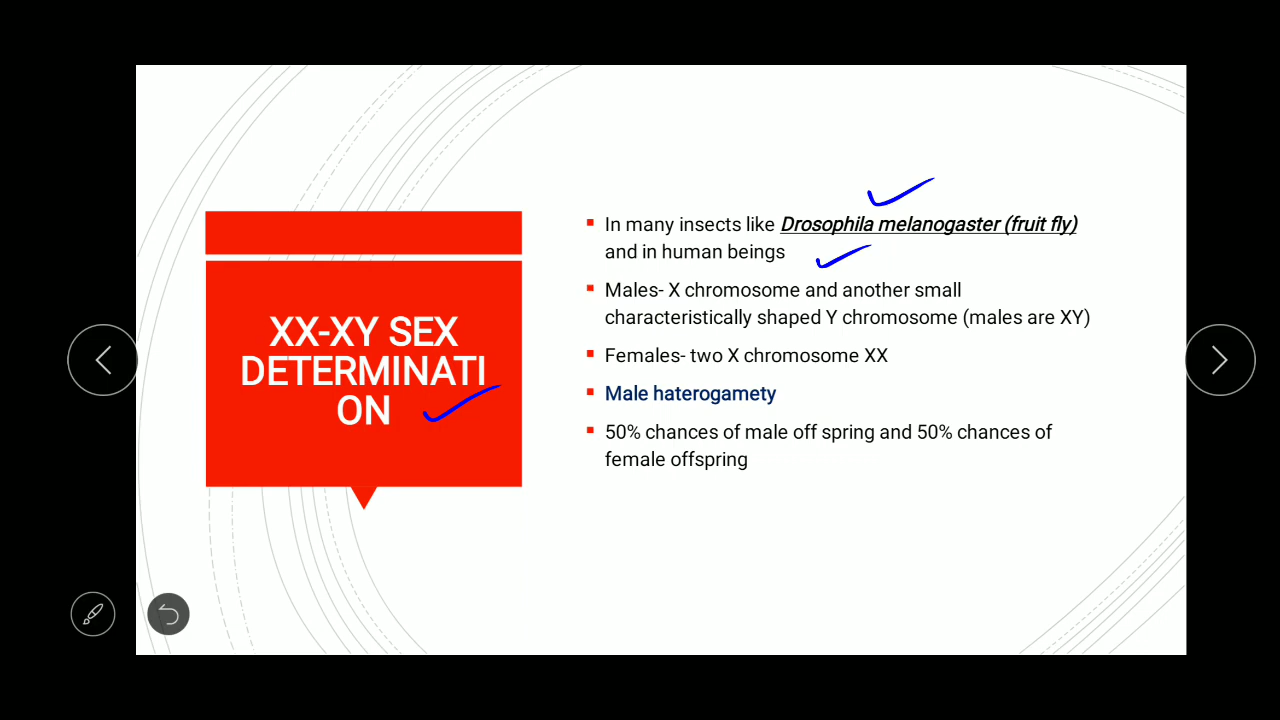 XX-XY SEX
DETERMINATI
ON
In many insects like Drosophila melanogaster (fruit fly)
and in human beings
Males- X chromosome and another small
characteristically shaped Y chromosome (males are XY)
Females- two X chromosome XX
Male haterogamety
50% chances of male off spring and 50% chances of
female offspring